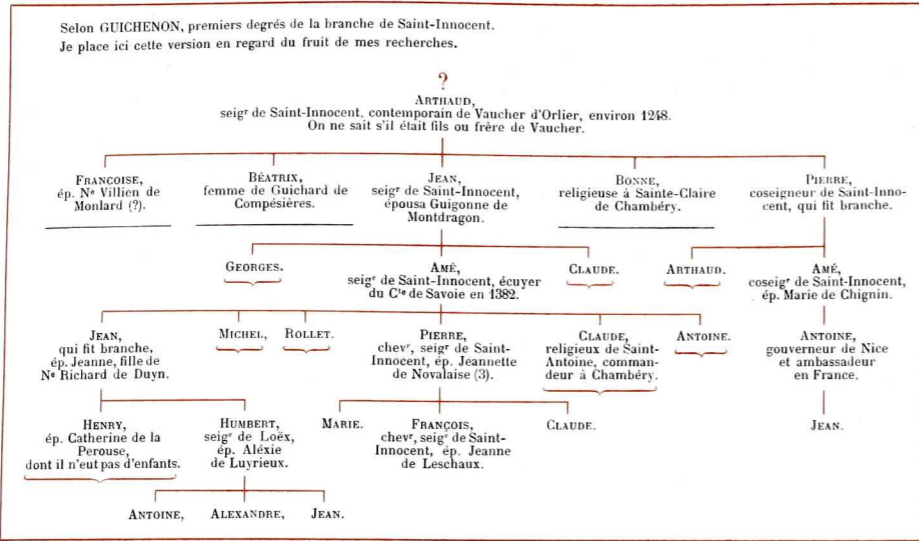 Selon GUICHENON, premiers degrés de la branche de Saint-Innocent.
Je place ici cette version en regard du fruit de mes recherches.
?
ARTHAUD,
seigr de Saint-Innocent, contemporain de Vaucher d'Orlier, environ 1248.
On ne sait s'il était fils ou frère de Vaucher.
FRANÇOISE,
ép. Ne Villien de
Monlard (?).
BÉATRIX,
femme de Guichard de
Compésières.
JEAN,
seigr de Saint-Innocent,
épousa Guigonne de
Montdragon.
BONNE,
religieuse à Sainte-Claire
de Chambéry.
PIERRE,
coseigneur de Saint-Inno-
cent, qui fit branche.
GEORGES.
AMÉ,
seigr de Saint-Innocent, écuyer
du Cte de Savoie en 1382.
CLAUDE.
ARTHAUD.
AMÉ,
coseigr de Saint-Innocent,
ép. Marie de Chignin.
JEAN,
qui fit branche,
ép. Jeanne, fille de
Ne Richard de Duyn.
MICHEL,
ROLLET.
PIERRE,
chevr, seigr de Saint-
Innocent, ép. Jeannette
de Novalaise (3).
CLAUDE,
religieux de Saint-
Antoine, comman-
deur à Chambéry.
ANTOINE.
ANTOINE,
gouverneur de Nice
et ambassadeur
en France.
HENRY,
ép. Catherine de la
Perouse,
dont il n'eut pas d'enfants.
HUMBERT,
seigr de Loëx,
ép. Aléxie
de Luyrieux.
MARIE.
FRANÇOIS,
chevr, seigr de Saint-
Innocent, ép. Jeanne
de Leschaux.
CLAUDE.
JEAN.
ANTOINE,
ALEXANDRE,
JEAN.